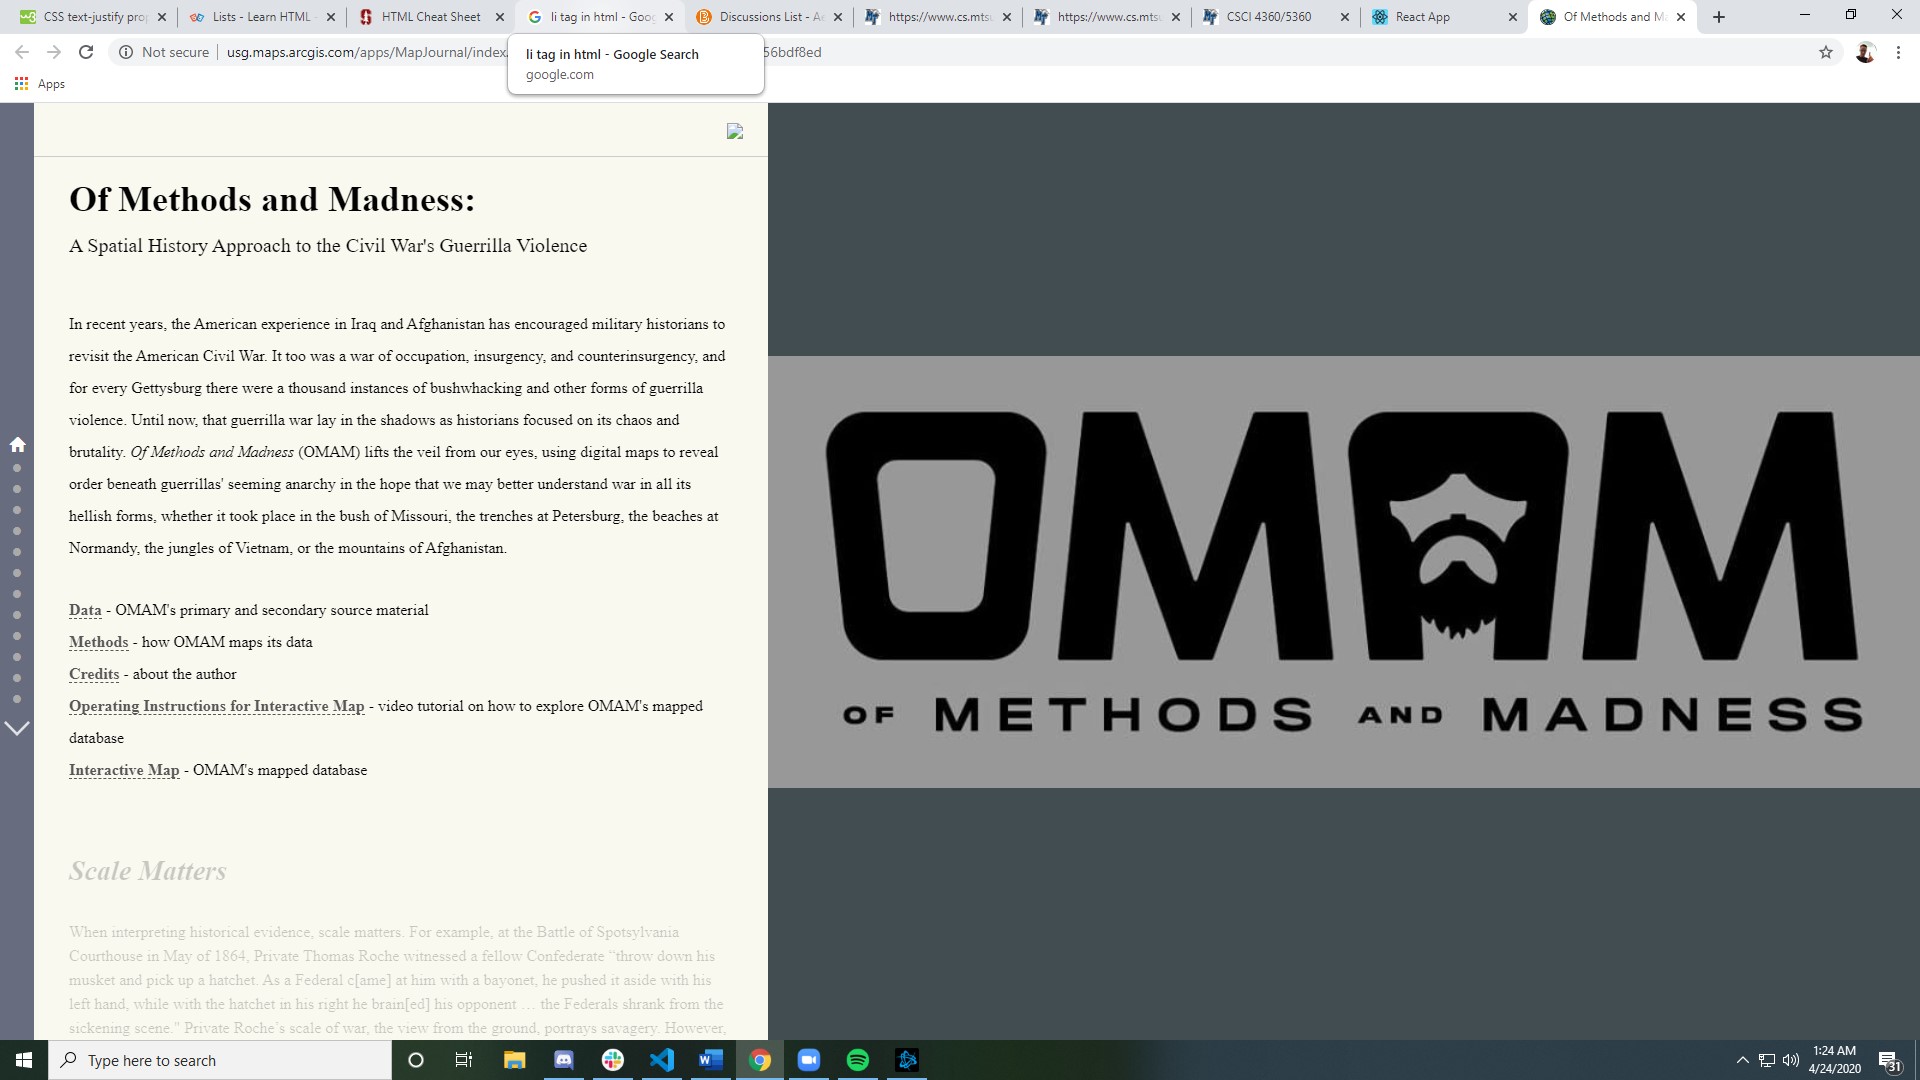 CSS text-justify prop
Lists - Learn HTML -
HTML Cheat Sheet
li tag in html - Goog
Discussions List - A
https://www.cs.mtsu
https://www.cs.mtsu
CSCI 4360/5360
React App
Of Methods and Ma
Not secure
usg.maps.arcgis.com/apps/MapJournal/index.
56bdf8ed
li tag in html - Google Search
google.com
Apps
Of Methods and Madness:
A Spatial History Approach to the Civil War's Guerrilla Violence
In recent years, the American experience in Iraq and Afghanistan has encouraged military historians to
revisit the American Civil War. It too was a war of occupation, insurgency, and counterinsurgency, and
for every Gettysburg there were a thousand instances of bushwhacking and other forms of guerrilla
violence. Until now, that guerrilla war lay in the shadows as historians focused on its chaos and
brutality. Of Methods and Madness (OMAM) lifts the veil from our eyes, using digital maps to reveal
order beneath guerrillas' seeming anarchy in the hope that we may better understand war in all its
hellish forms, whether it took place in the bush of Missouri, the trenches at Petersburg, the beaches at
Normandy, the jungles of Vietnam, or the mountains of Afghanistan.
Data - OMAM's primary and secondary source material
Methods - how OMAM maps its data
Credits - about the author
Operating Instructions for Interactive Map - video tutorial on how to explore OMAM's mapped
database
Interactive Map - OMAM's mapped database
Scale Matters
When interpreting historical evidence, scale matters. For example, at the Battle of Spotsylvania
Courthouse in May of 1864, Private Thomas Roche witnessed a fellow Confederate “throw down his
musket and pick up a hatchet. As a Federal c[ame] at him with a bayonet, he pushed it aside with his
left hand, while with the hatchet in his right he brain[ed] his opponent … the Federals shrank from the
sickening scene." Private Roche’s scale of war, the view from the ground, portrays savagery. However,
OMAM
OF METHODS AND MADNESS
Type here to search
1:24 AM
4/24/2020
31